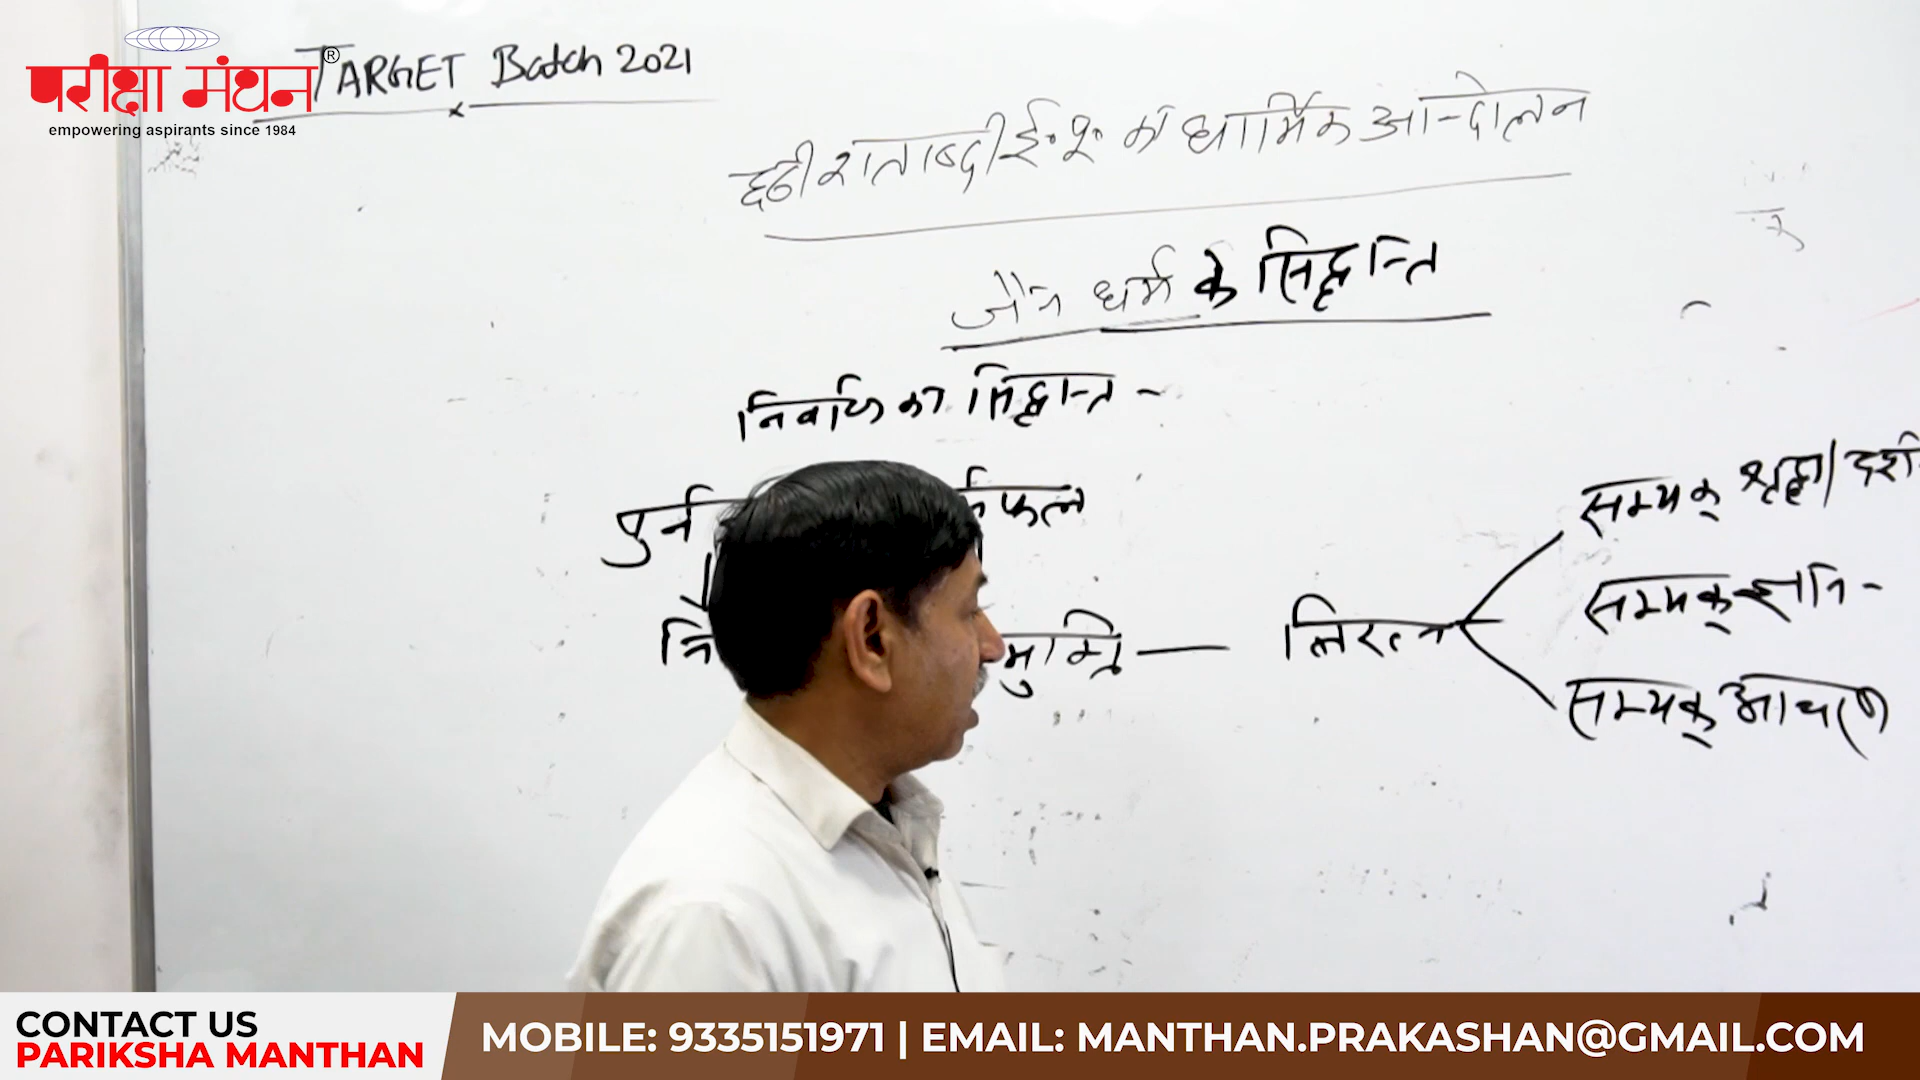 परीक्षा मंथन®
empowering aspirants since 1984
TARGET Batch 2021
छठी शताब्दी ई०पू० का धार्मिक आन्दोलन
जैन धर्म के सिद्धान्त
निर्वाण का सिद्धान्त -
पुर्न
फल
मुक्ति — त्रिरत्न
सम्यक् श्रद्धा/दर्श
सम्यक् ज्ञान -
सम्यक् आचरण
CONTACT US
PARIKSHA MANTHAN
MOBILE: 9335151971 | EMAIL: MANTHAN.PRAKASHAN@GMAIL.COM